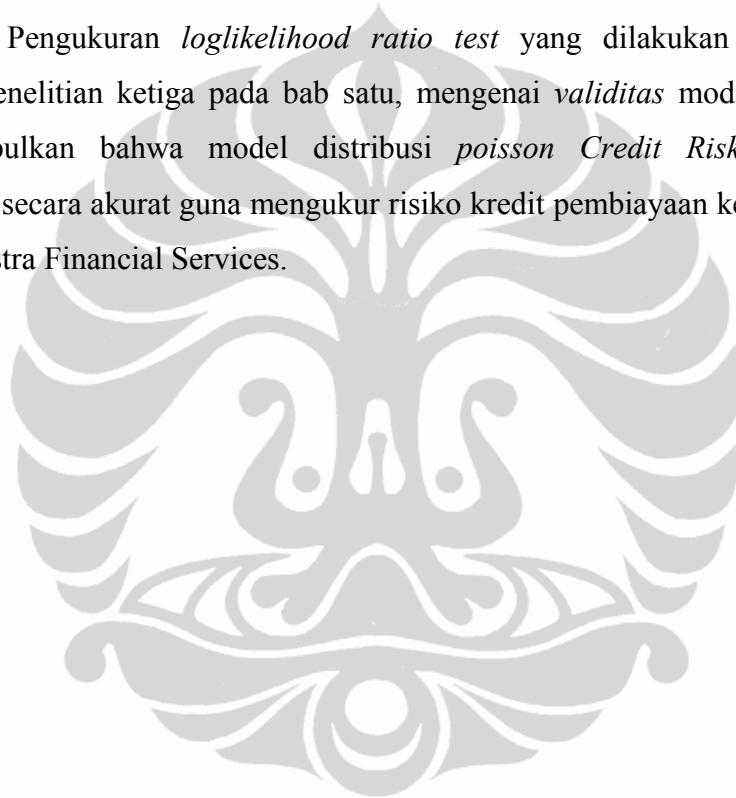 Pengukuran loglikelihood ratio test yang dilakukan
enelitian ketiga pada bab satu, mengenai validitas mod
pulkan bahwa model distribusi poisson Credit Risk
secara akurat guna mengukur risiko kredit pembiayaan ke
stra Financial Services.